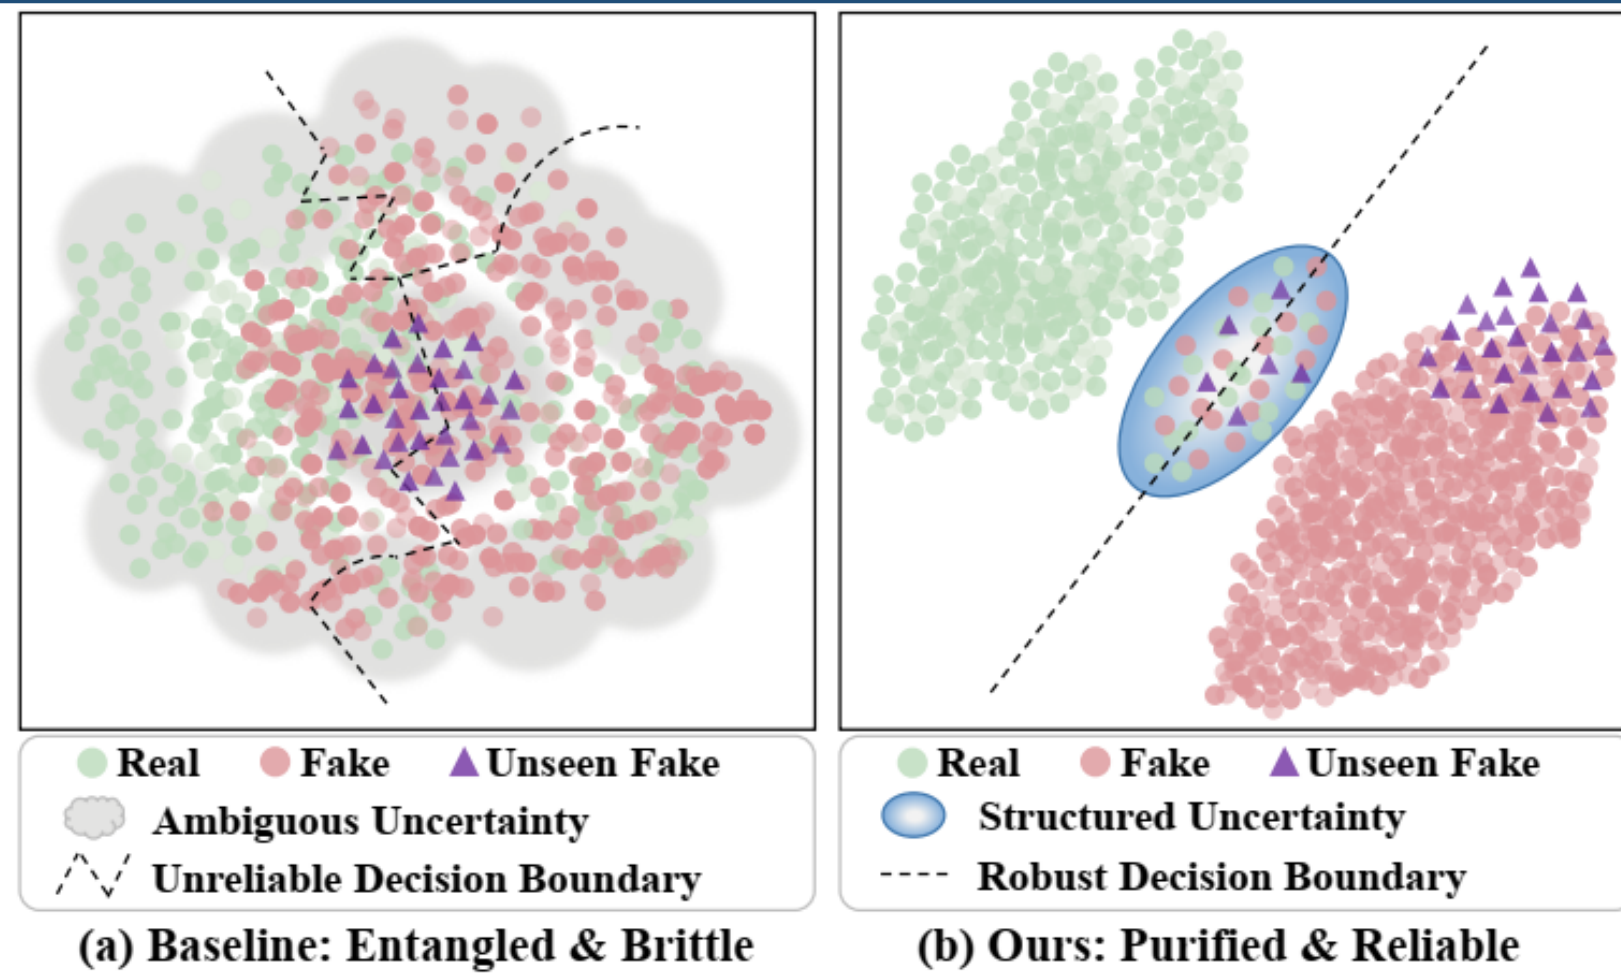 Real Fake Unseen Fake
Ambiguous Uncertainty
Unreliable Decision Boundary
(a) Baseline: Entangled & Brittle
Real Fake Unseen Fake
Structured Uncertainty
Robust Decision Boundary
(b) Ours: Purified & Reliable